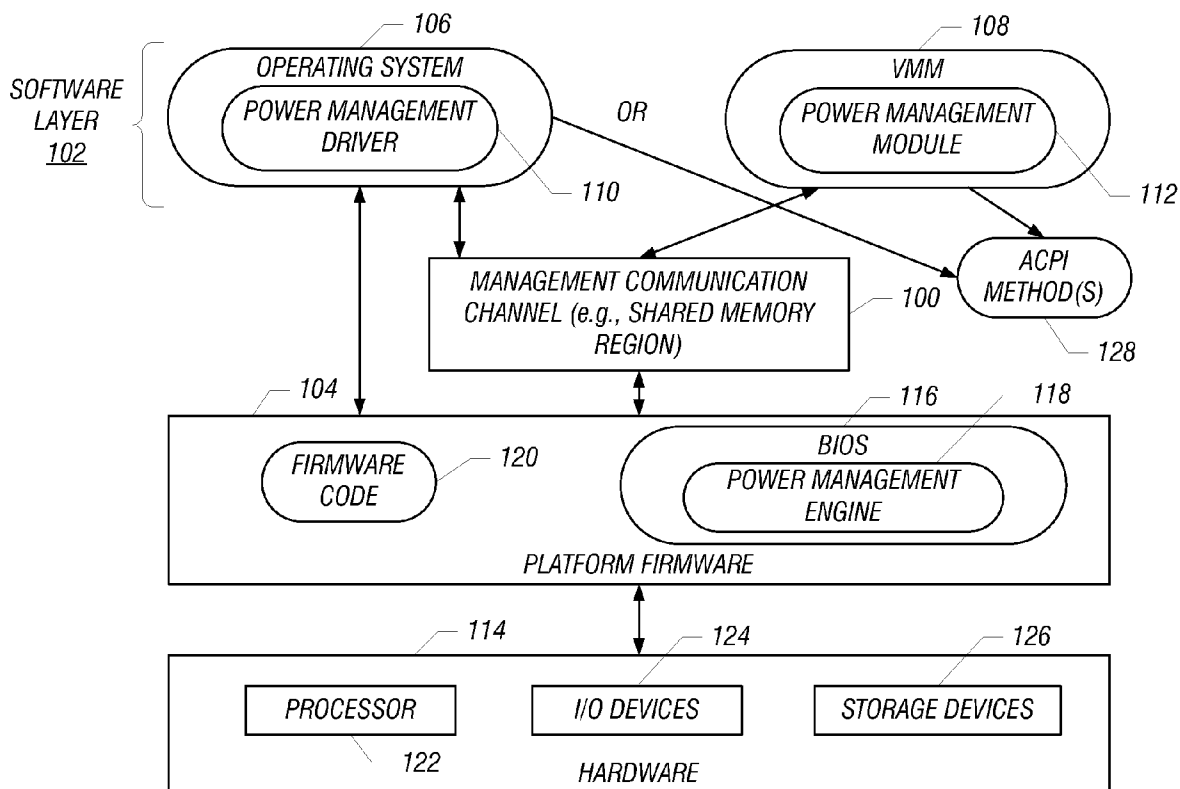 106
108
SOFTWARE
LAYER
102
OPERATING SYSTEM
POWER MANAGEMENT
DRIVER
110
OR
VMM
POWER MANAGEMENT
MODULE
112
MANAGEMENT COMMUNICATION
CHANNEL (e.g., SHARED MEMORY
REGION)
100
ACPI
METHOD(S)
128
104
116
118
FIRMWARE
CODE
120
BIOS
POWER MANAGEMENT
ENGINE
PLATFORM FIRMWARE
114
124
126
PROCESSOR
I/O DEVICES
STORAGE DEVICES
122
HARDWARE